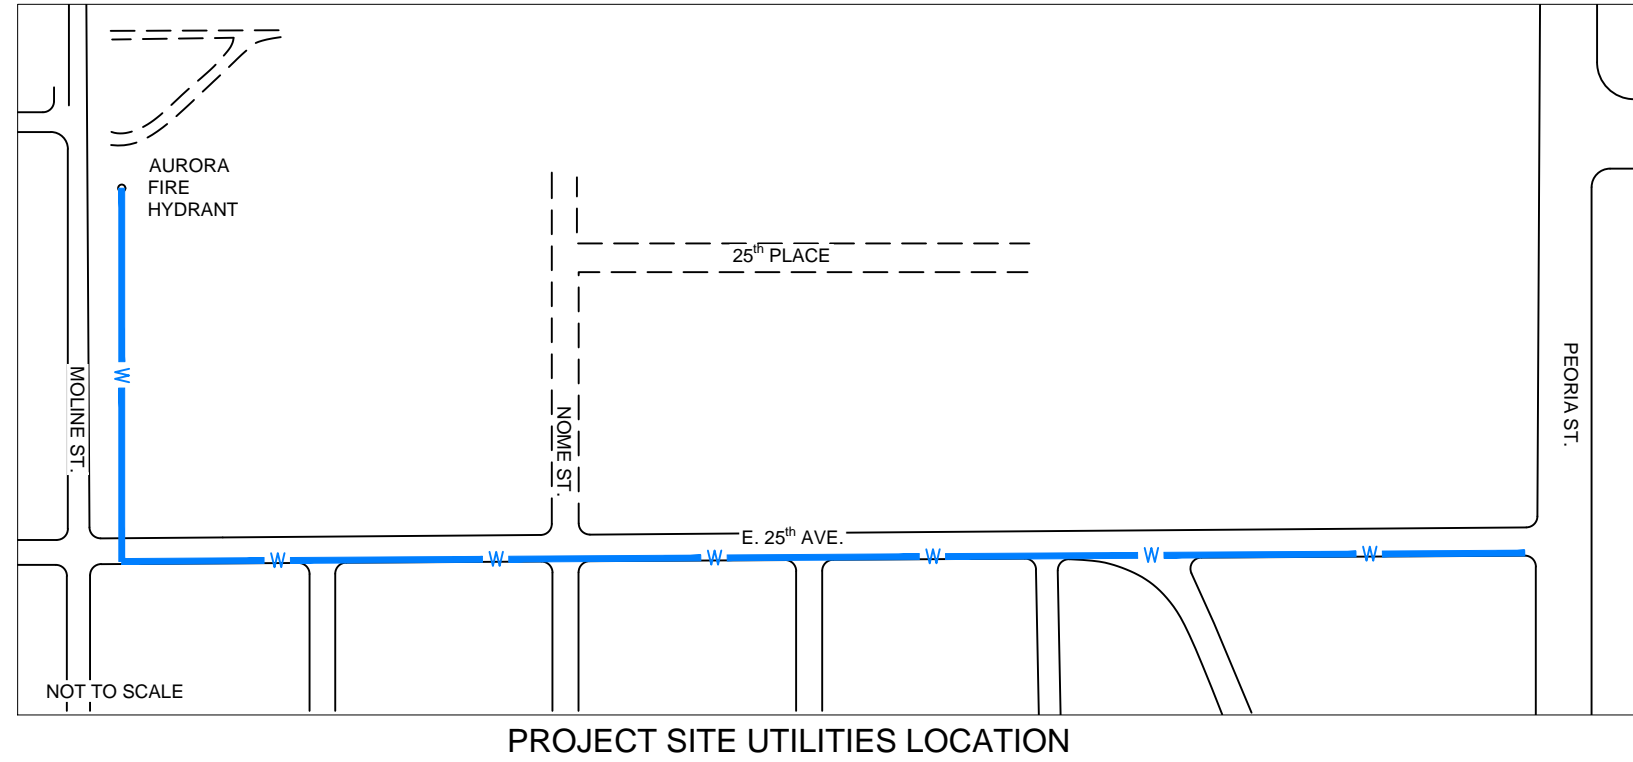 AURORA
FIRE
HYDRANT
25th PLACE
W
MOLINE ST.
NOME ST.
PEORIA ST.
E. 25th AVE.
W W W W W W
NOT TO SCALE
PROJECT SITE UTILITIES LOCATION